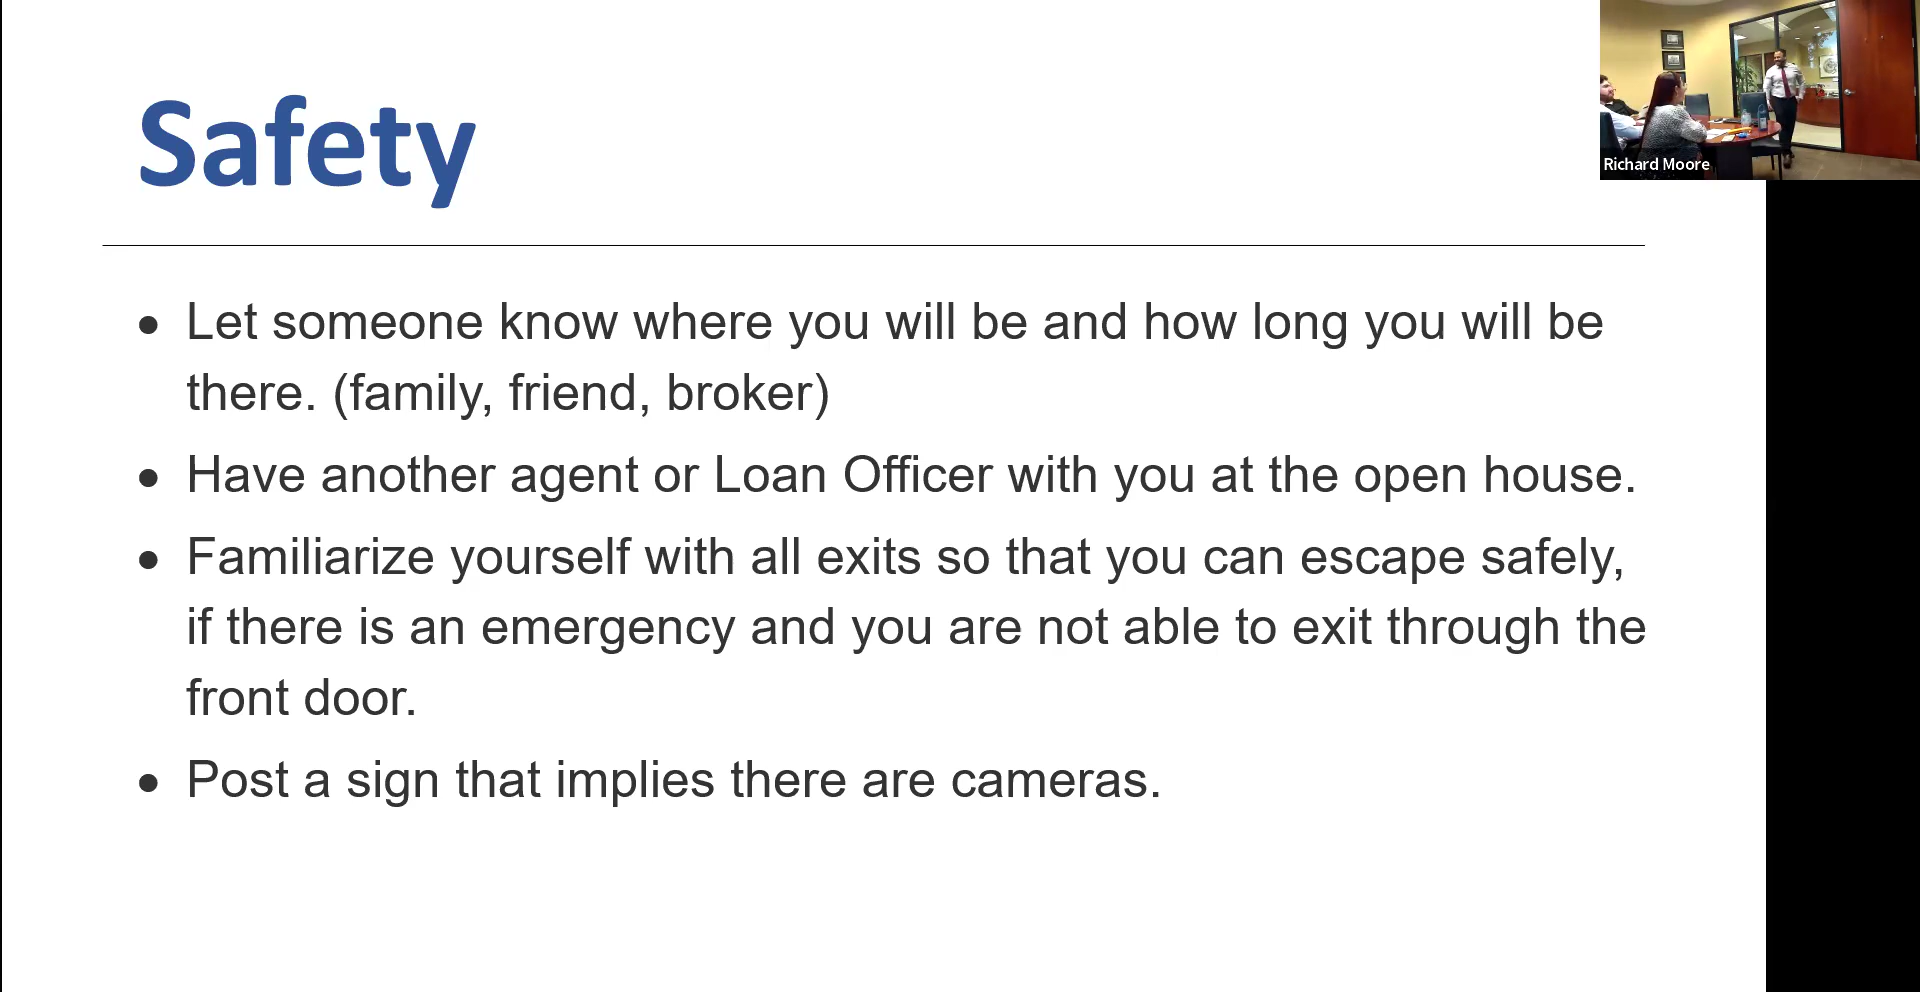 Safety
Richard Moore
● Let someone know where you will be and how long you will be
there. (family, friend, broker)
● Have another agent or Loan Officer with you at the open house.
● Familiarize yourself with all exits so that you can escape safely,
if there is an emergency and you are not able to exit through the
front door.
● Post a sign that implies there are cameras.